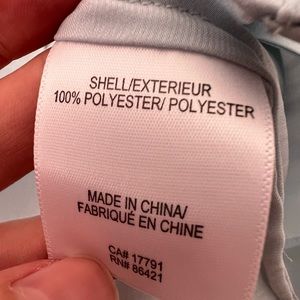 SHELL/EXTERIEUR
100% POLYESTER/ POLYESTER
MADE IN CHINA/
FABRIQUÉ EN CHINE
CA# 17791
RN# 86421